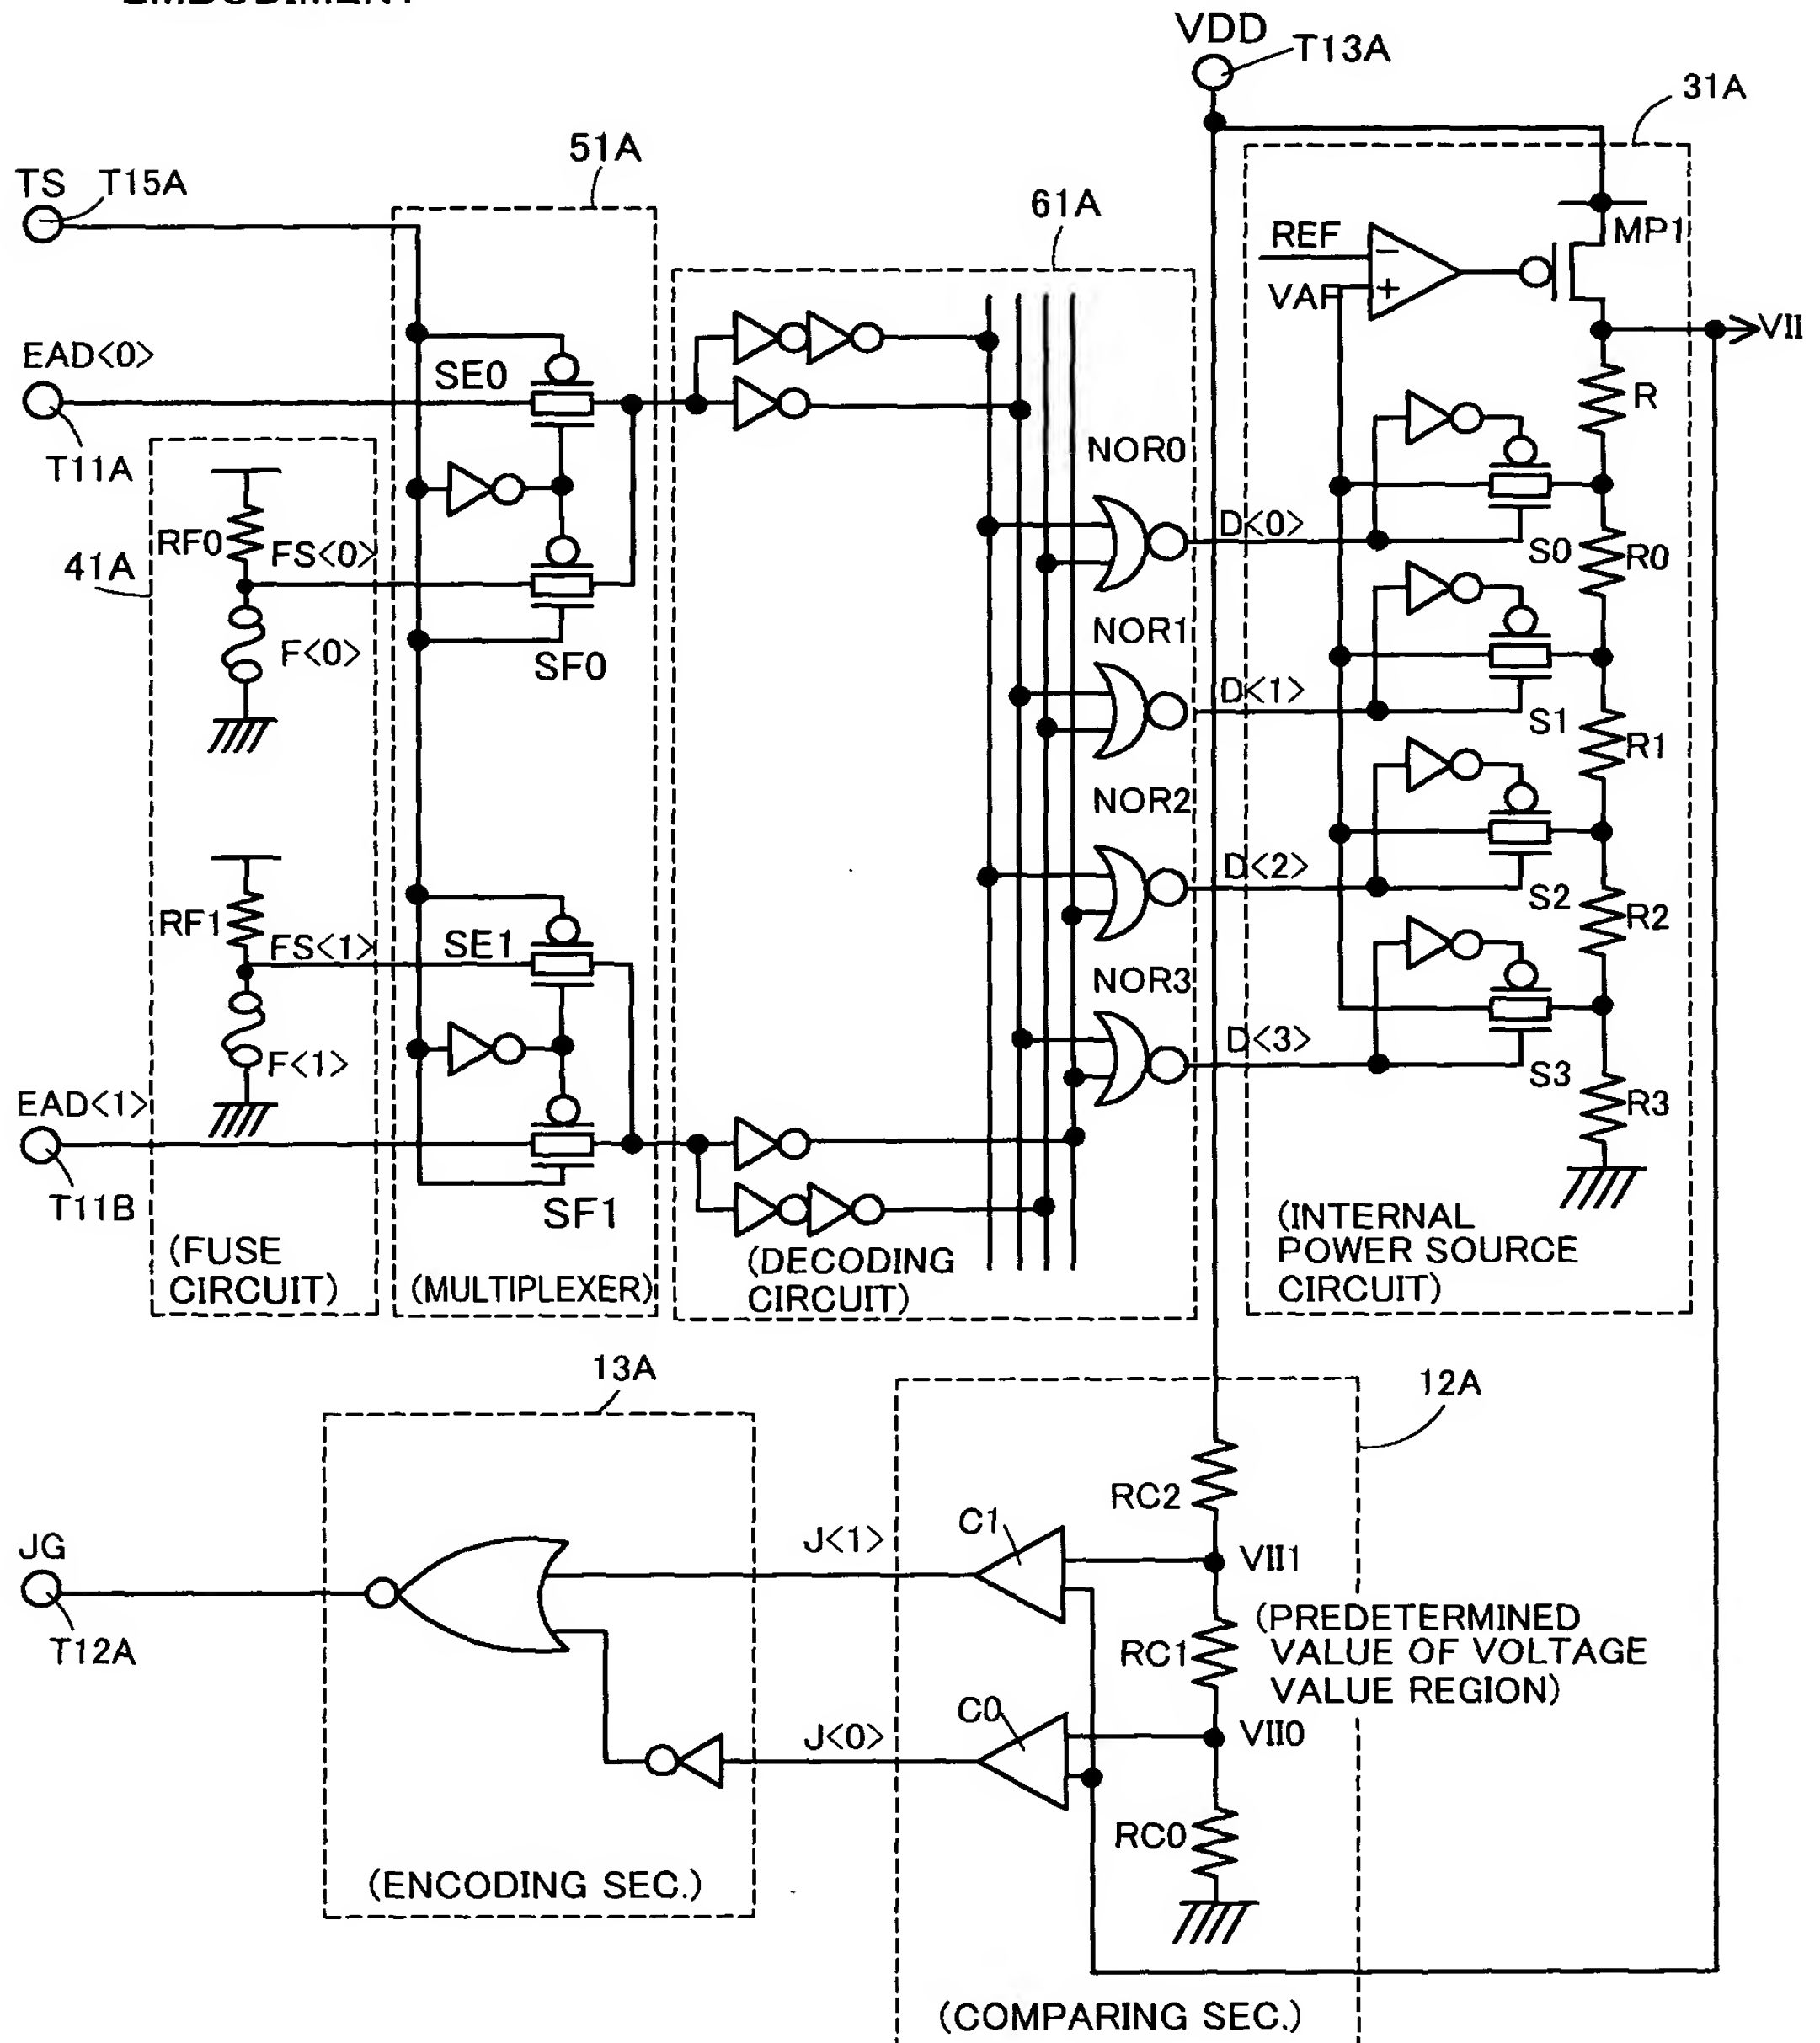 EMBODIMENT
VDD
T13A
31A
51A
TS T15A
61A
REF
MP1
VAR
VII
EAD<0>
SE0
R
T11A
NOR0
RF0
FS<0>
D<0>
S0
R0
41A
F<0>
SF0
NOR1
D<1>
S1
R1
NOR2
D<2>
S2
R2
RF1
FS<1>
SE1
NOR3
D<3>
S3
R3
F<1>
EAD<1>
T11B
SF1
(FUSE
CIRCUIT)
(MULTIPLEXER)
(DECODING
CIRCUIT)
(INTERNAL
POWER SOURCE
CIRCUIT)
13A
12A
RC2
C1
J<1>
VII1
JG
T12A
RC1
(PREDETERMINED
VALUE OF VOLTAGE
VALUE REGION)
C0
J<0>
VII0
RC0
(ENCODING SEC.)
(COMPARING SEC.)